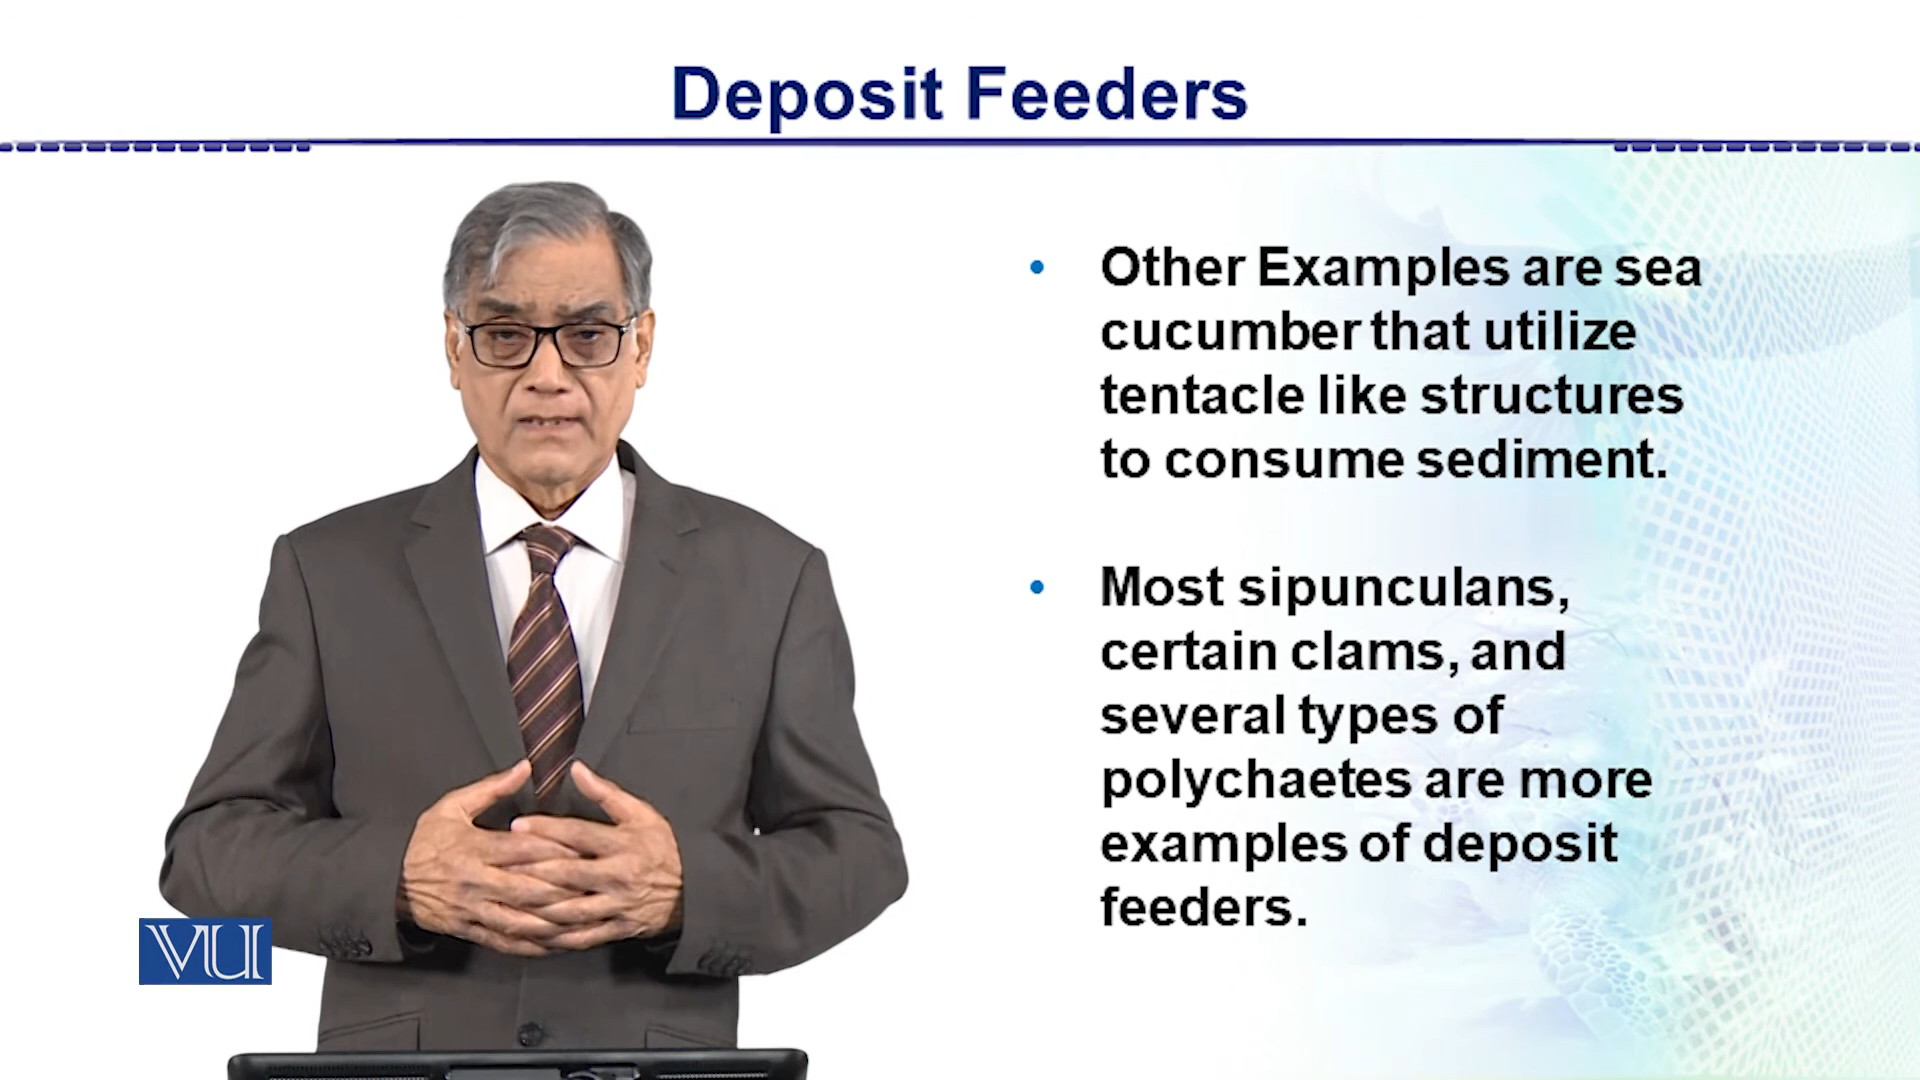 Deposit Feeders
• Other Examples are sea
cucumber that utilize
tentacle like structures
to consume sediment.
• Most sipunculans,
certain clams, and
several types of
polychaetes are more
examples of deposit
feeders.
VU